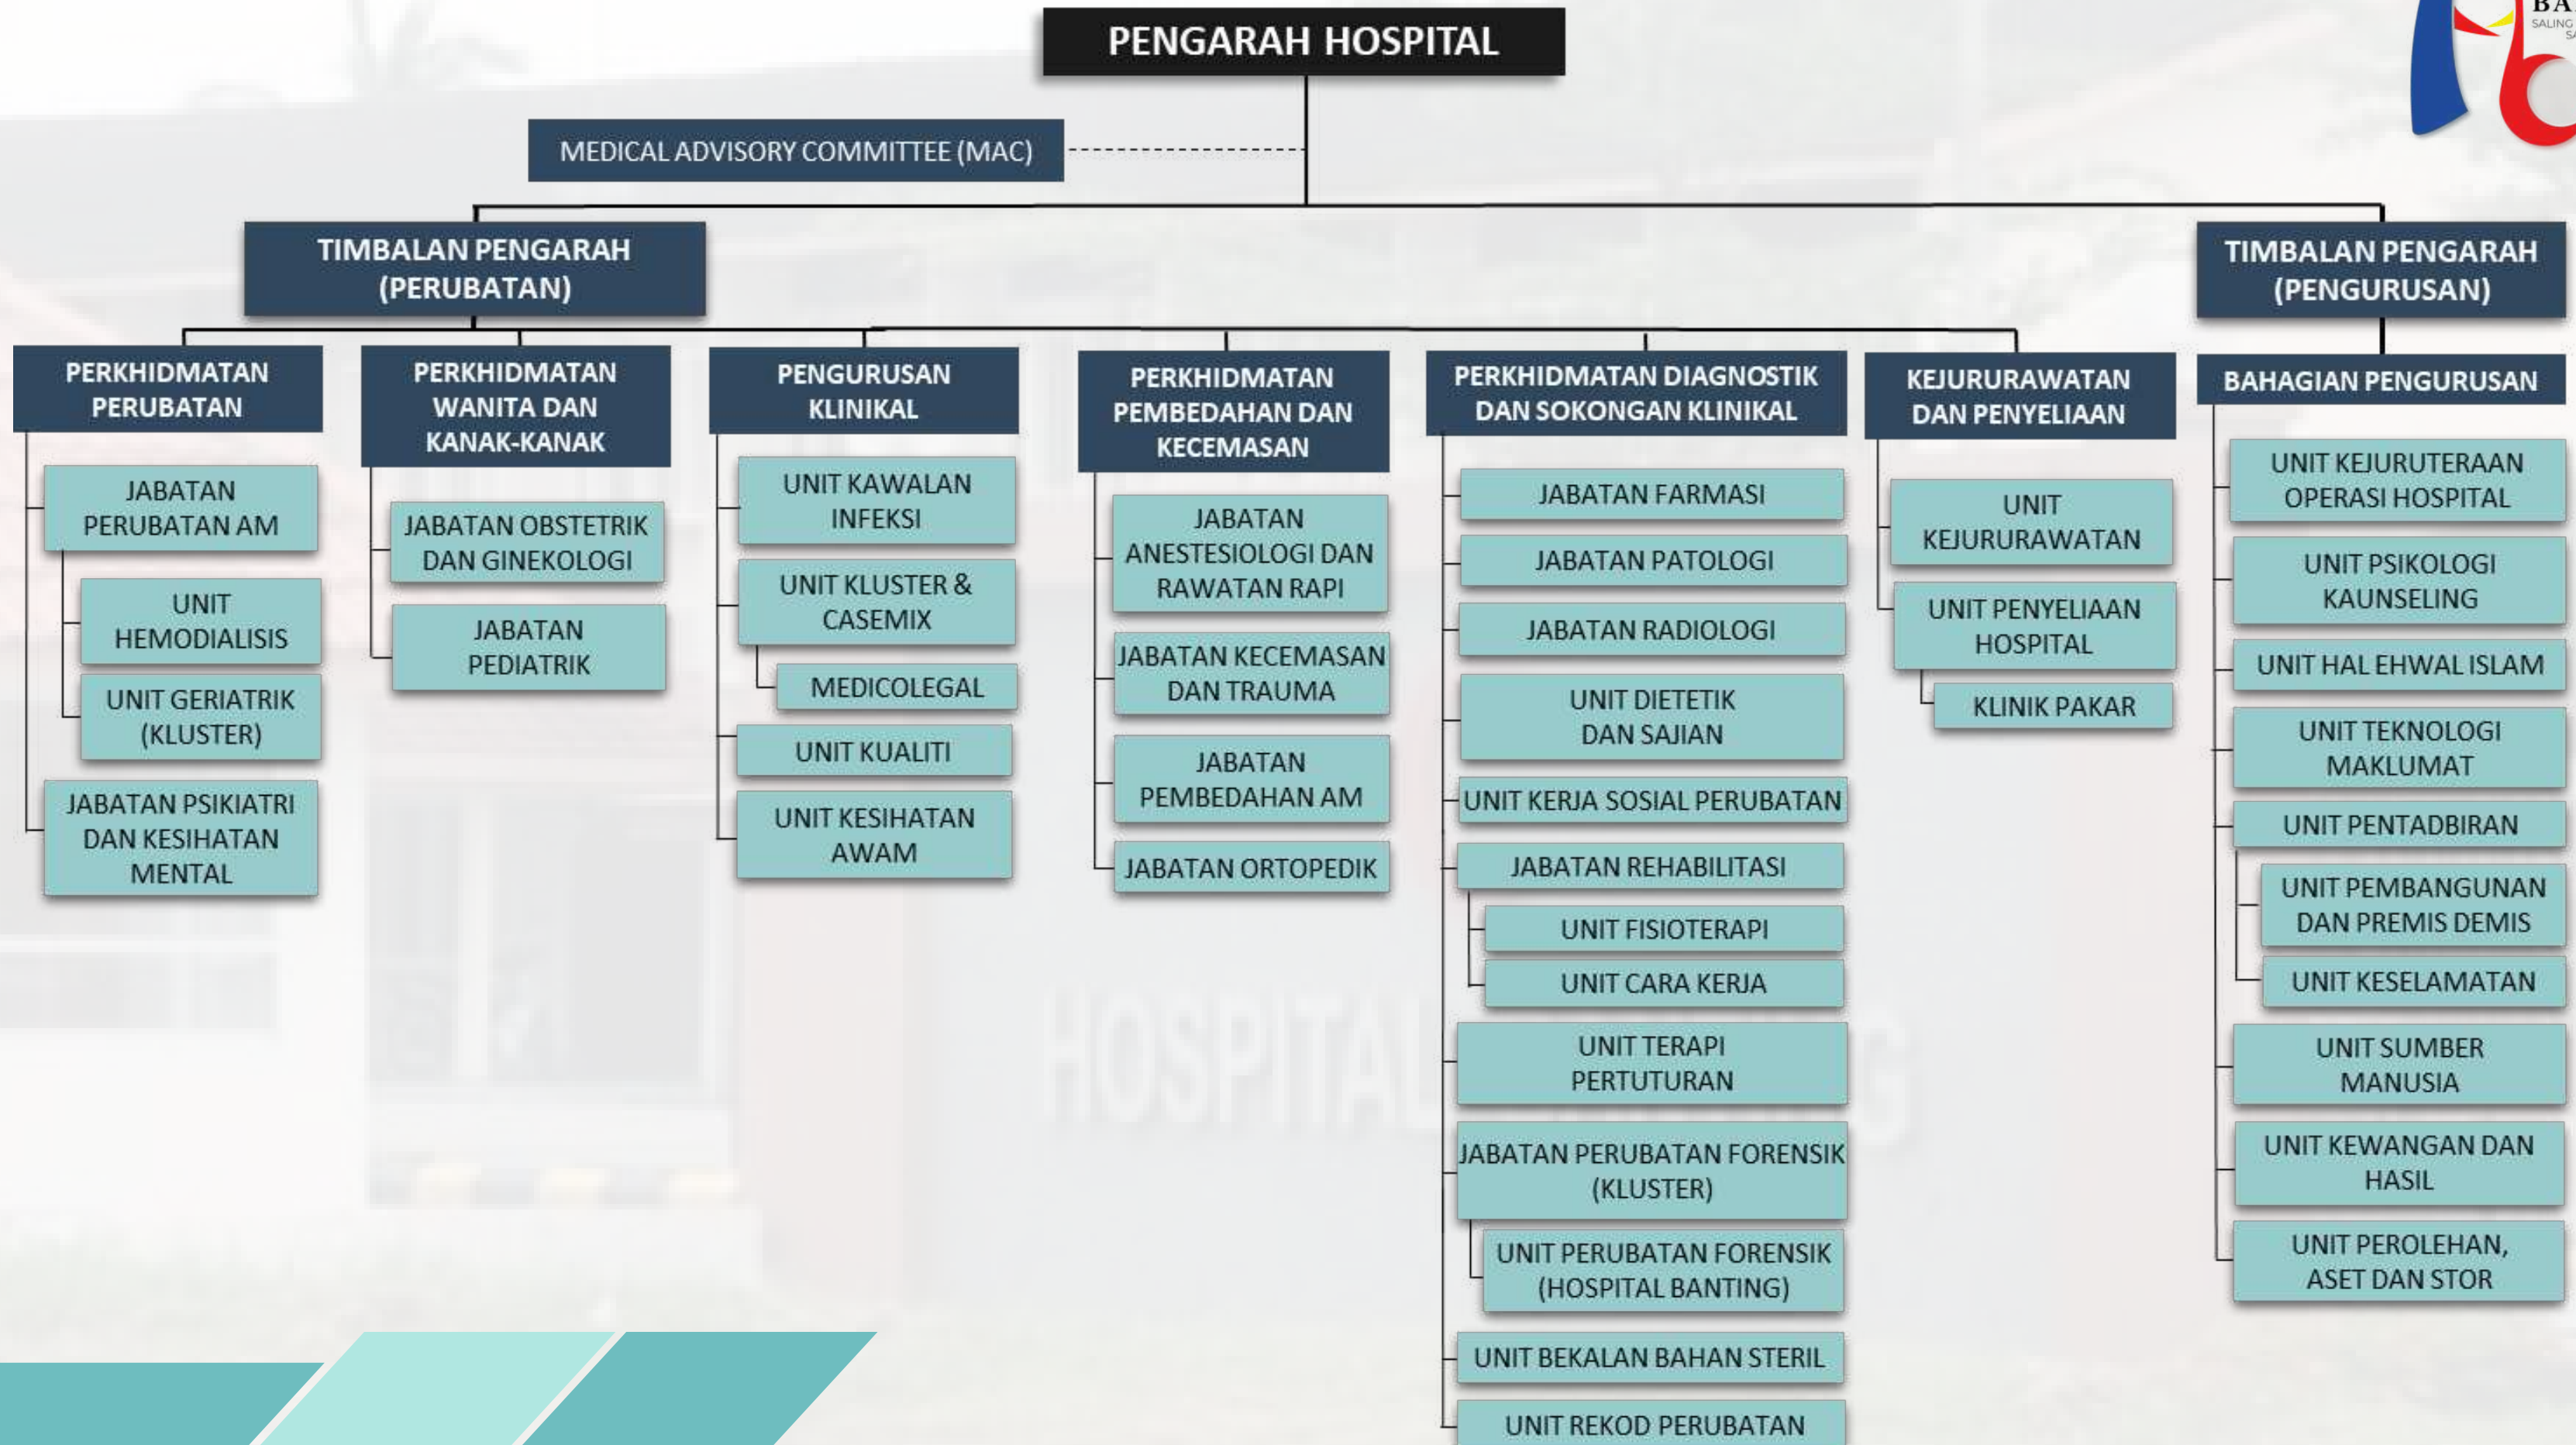 PENGARAH HOSPITAL
MEDICAL ADVISORY COMMITTEE (MAC)
TIMBALAN PENGARAH
(PERUBATAN)
TIMBALAN PENGARAH
(PENGURUSAN)
PERKHIDMATAN
PERUBATAN
JABATAN
PERUBATAN AM
UNIT
HEMODIALISIS
UNIT GERIATRIK
(KLUSTER)
JABATAN PSIKIATRI
DAN KESIHATAN
MENTAL
PERKHIDMATAN
WANITA DAN
KANAK-KANAK
JABATAN OBSTETRIK
DAN GINEKOLOGI
JABATAN
PEDIATRIK
PENGURUSAN
KLINIKAL
UNIT KAWALAN
INFEKSI
UNIT KLUSTER &
CASEMIX
MEDICOLEGAL
UNIT KUALITI
UNIT KESIHATAN
AWAM
PERKHIDMATAN
PEMBEDAHAN DAN
KECEMASAN
JABATAN
ANESTESIOLOGI DAN
RAWATAN RAPI
JABATAN KECEMASAN
DAN TRAUMA
JABATAN
PEMBEDAHAN AM
JABATAN ORTOPEDIK
PERKHIDMATAN DIAGNOSTIK
DAN SOKONGAN KLINIKAL
JABATAN FARMASI
JABATAN PATOLOGI
JABATAN RADIOLOGI
UNIT DIETETIK
DAN SAJIAN
UNIT KERJA SOSIAL PERUBATAN
JABATAN REHABILITASI
UNIT FISIOTERAPI
UNIT CARA KERJA
UNIT TERAPI
PERTUTURAN
JABATAN PERUBATAN FORENSIK
(KLUSTER)
UNIT PERUBATAN FORENSIK
(HOSPITAL BANTING)
UNIT BEKALAN BAHAN STERIL
UNIT REKOD PERUBATAN
KEJURURAWATAN
DAN PENYELIAAN
UNIT
KEJURURAWATAN
UNIT PENYELIAAN
HOSPITAL
KLINIK PAKAR
BAHAGIAN PENGURUSAN
UNIT KEJURUTERAAN
OPERASI HOSPITAL
UNIT PSIKOLOGI
KAUNSELING
UNIT HAL EHWAL ISLAM
UNIT TEKNOLOGI
MAKLUMAT
UNIT PENTADBIRAN
UNIT PEMBANGUNAN
DAN PREMIS DEMIS
UNIT KESELAMATAN
UNIT SUMBER
MANUSIA
UNIT KEWANGAN DAN
HASIL
UNIT PEROLEHAN,
ASET DAN STOR
SALING
HOSPITAL